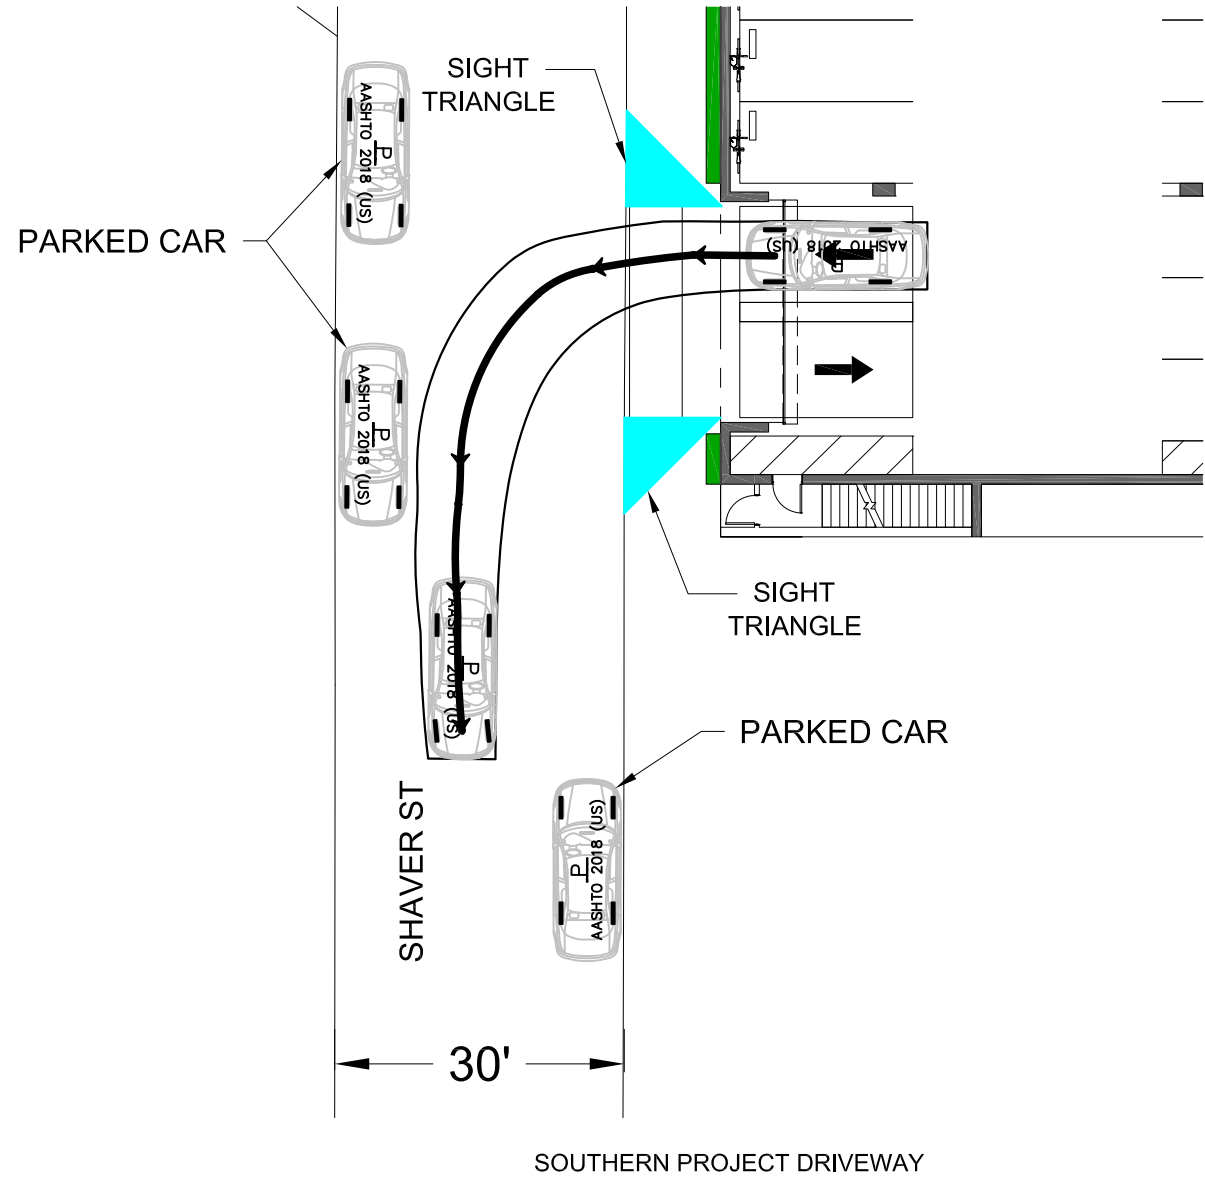 SIGHT
TRIANGLE
AASHTO 2018 (US)
P
PARKED CAR
AASHTO 2018 (US)
P
AASHTO 2018 (US)
P
SIGHT
TRIANGLE
AASHTO 2018 (US)
P
PARKED CAR
SHAVER ST
AASHTO 2018 (US)
P
30'
SOUTHERN PROJECT DRIVEWAY